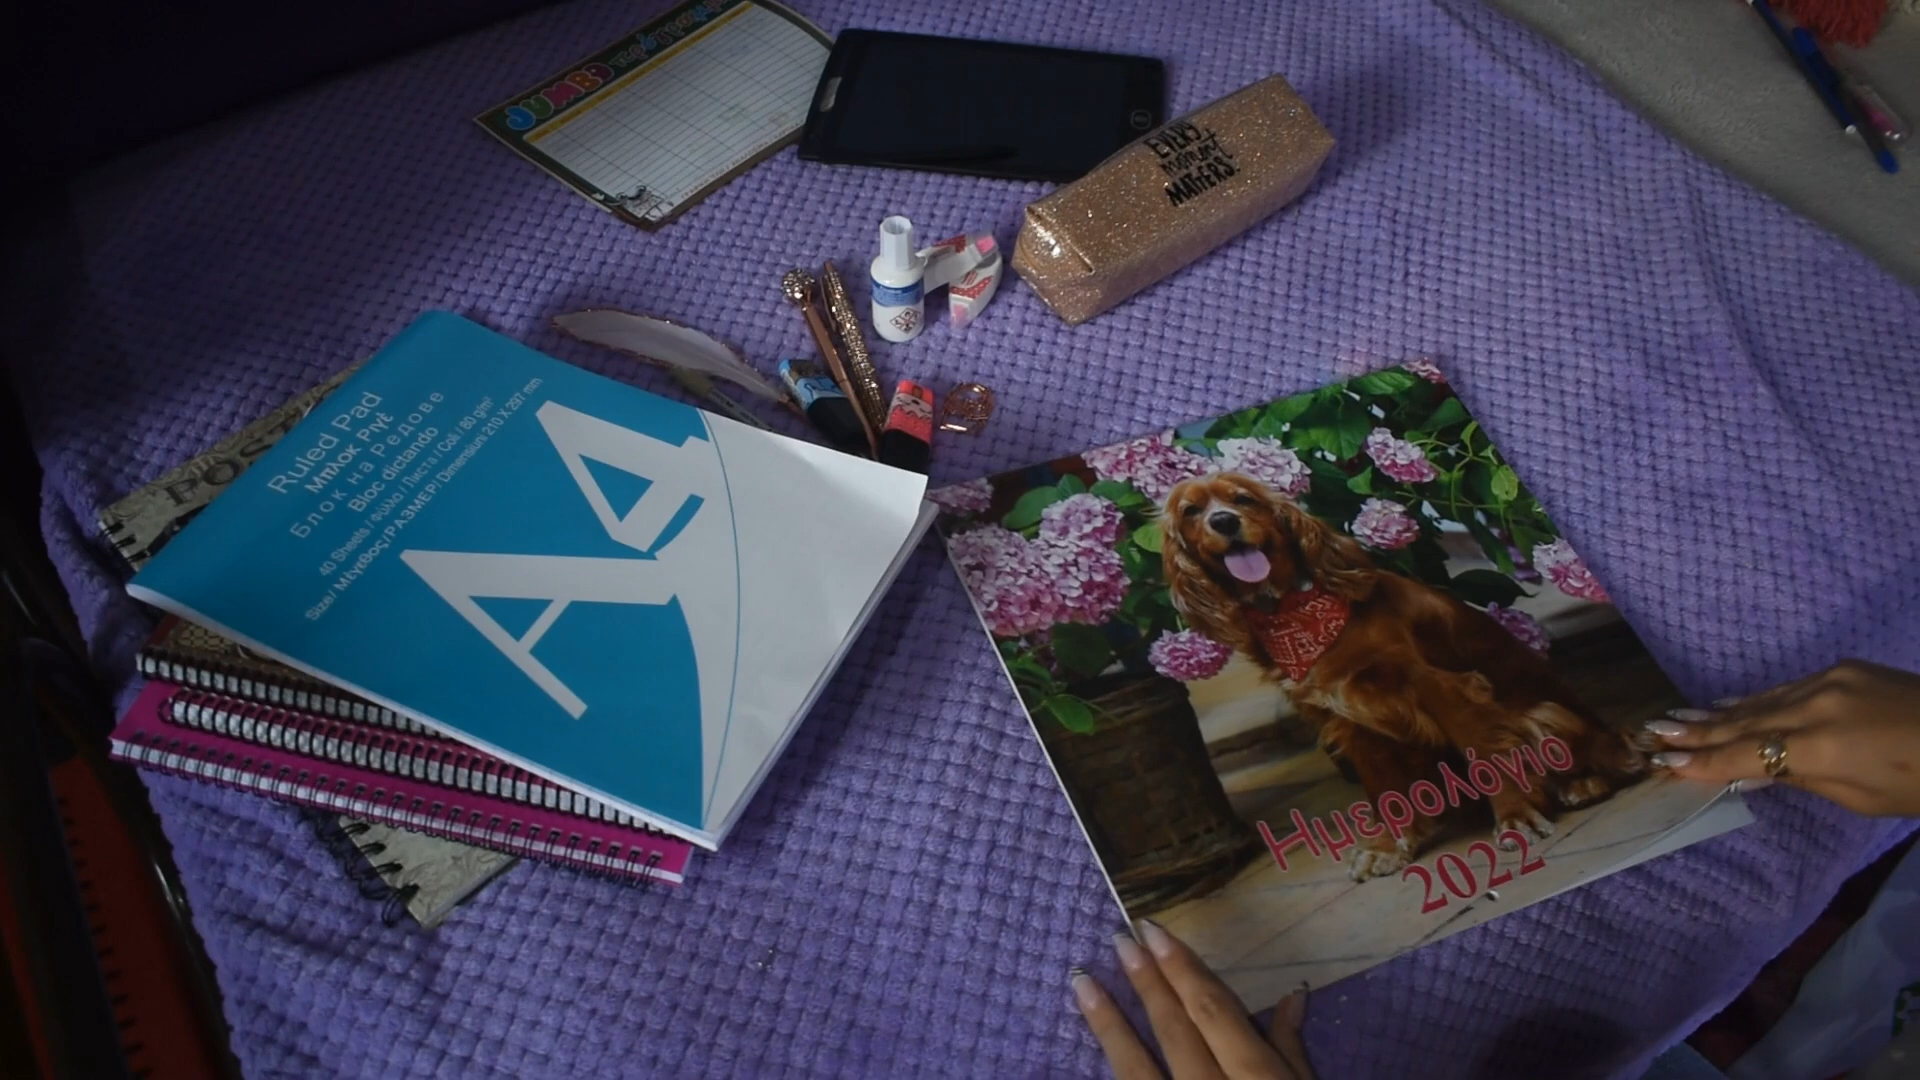 JUMBO
EVERY
moment
MATTERS.
POS
Ruled Pad
Μπλοκ Ριγέ
Блок на редове
Bloc dictando
40 Sheets / Φύλλα / Листа / Coli / 80 g/m²
Size/ Μέγεθος/РАЗМЕР/ Dimensiuni 210 X 297 mm
A4
Ημερολόγιο
2022